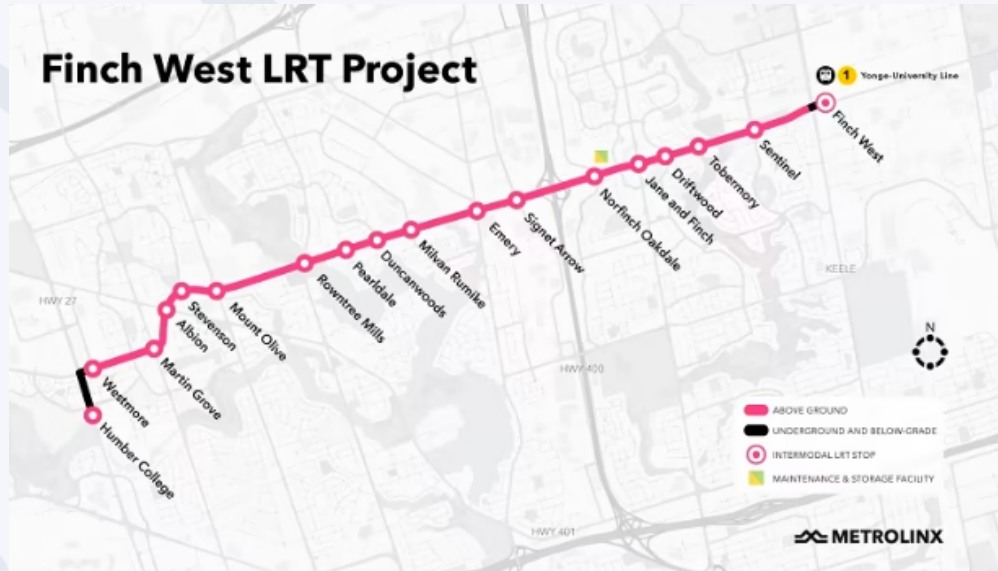 Finch West LRT Project
1 Yonge-University Line
Finch West
Sentinel
Tobermory
Driftwood
Jane and Finch
Norfinch Oakdale
Signet Arrow
Emery
Milvan Rumike
Duncanwoods
Pearldale
Rowntree Mills
Mount Olive
Stevenson
Albion
Martin Grove
Westmore
Humber College
HWY 27
KEELE
HWY 400
HWY 401
N
ABOVE GROUND
UNDERGROUND AND BELOW-GRADE
INTERMODAL LRT STOP
MAINTENANCE & STORAGE FACILITY
METROLINX